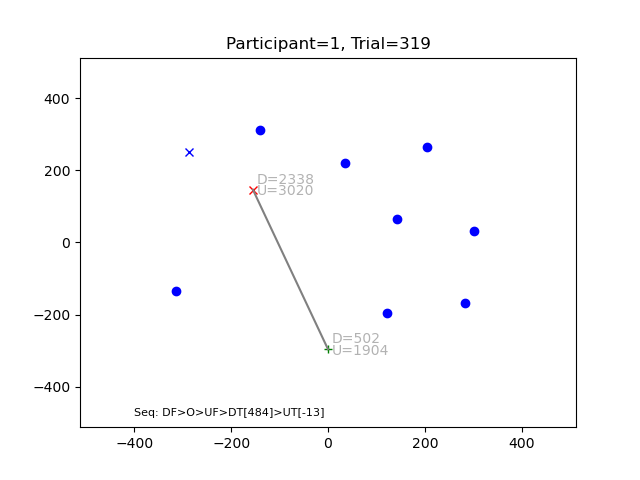 Participant=1, Trial=319
400
200
0
−200
−400
D=2338
U=3020
D=502
U=1904
Seq: DF>O>UF>DT[484]>UT[-13]
−400 −200 0 200 400